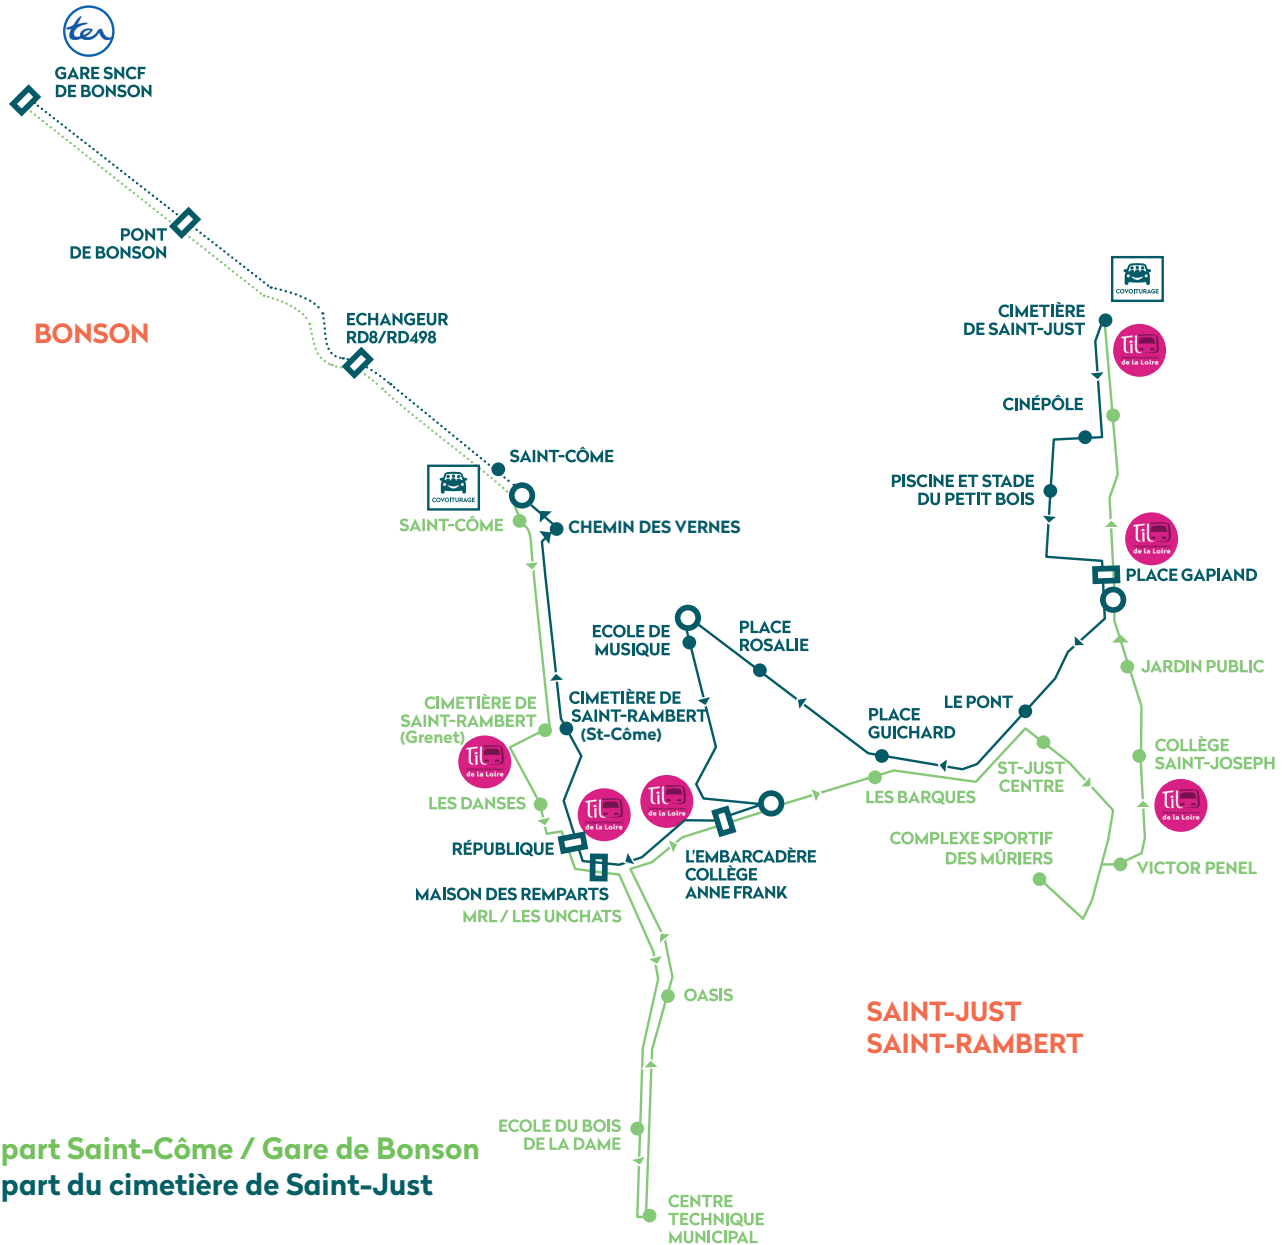 ter
GARE SNCF
DE BONSON
PONT
DE BONSON
BONSON
ECHANGEUR
RD8/RD498
COVOITURAGE
CIMETIÈRE
DE SAINT-JUST
Til
de la Loire
CINÉPÔLE
SAINT-CÔME
COVOITURAGE
PISCINE ET STADE
DU PETIT BOIS
SAINT-CÔME
CHEMIN DES VERNES
Til
de la Loire
PLACE GAPIAND
ECOLE DE
MUSIQUE
PLACE
ROSALIE
JARDIN PUBLIC
CIMETIÈRE DE
SAINT-RAMBERT
(Grenet)
CIMETIÈRE DE
SAINT-RAMBERT
(St-Côme)
LE PONT
PLACE
GUICHARD
COLLÈGE
SAINT-JOSEPH
Til
de la Loire
ST-JUST
CENTRE
LES BARQUES
LES DANSES
Til
de la Loire
Til
de la Loire
Til
de la Loire
COMPLEXE SPORTIF
DES MÛRIERS
RÉPUBLIQUE
L'EMBARCADÈRE
COLLÈGE
ANNE FRANK
VICTOR PENEL
MAISON DES REMPARTS
MRL / LES UNCHATS
OASIS
SAINT-JUST
SAINT-RAMBERT
ECOLE DU BOIS
DE LA DAME
part Saint-Côme / Gare de Bonson
part du cimetière de Saint-Just
CENTRE
TECHNIQUE
MUNICIPAL